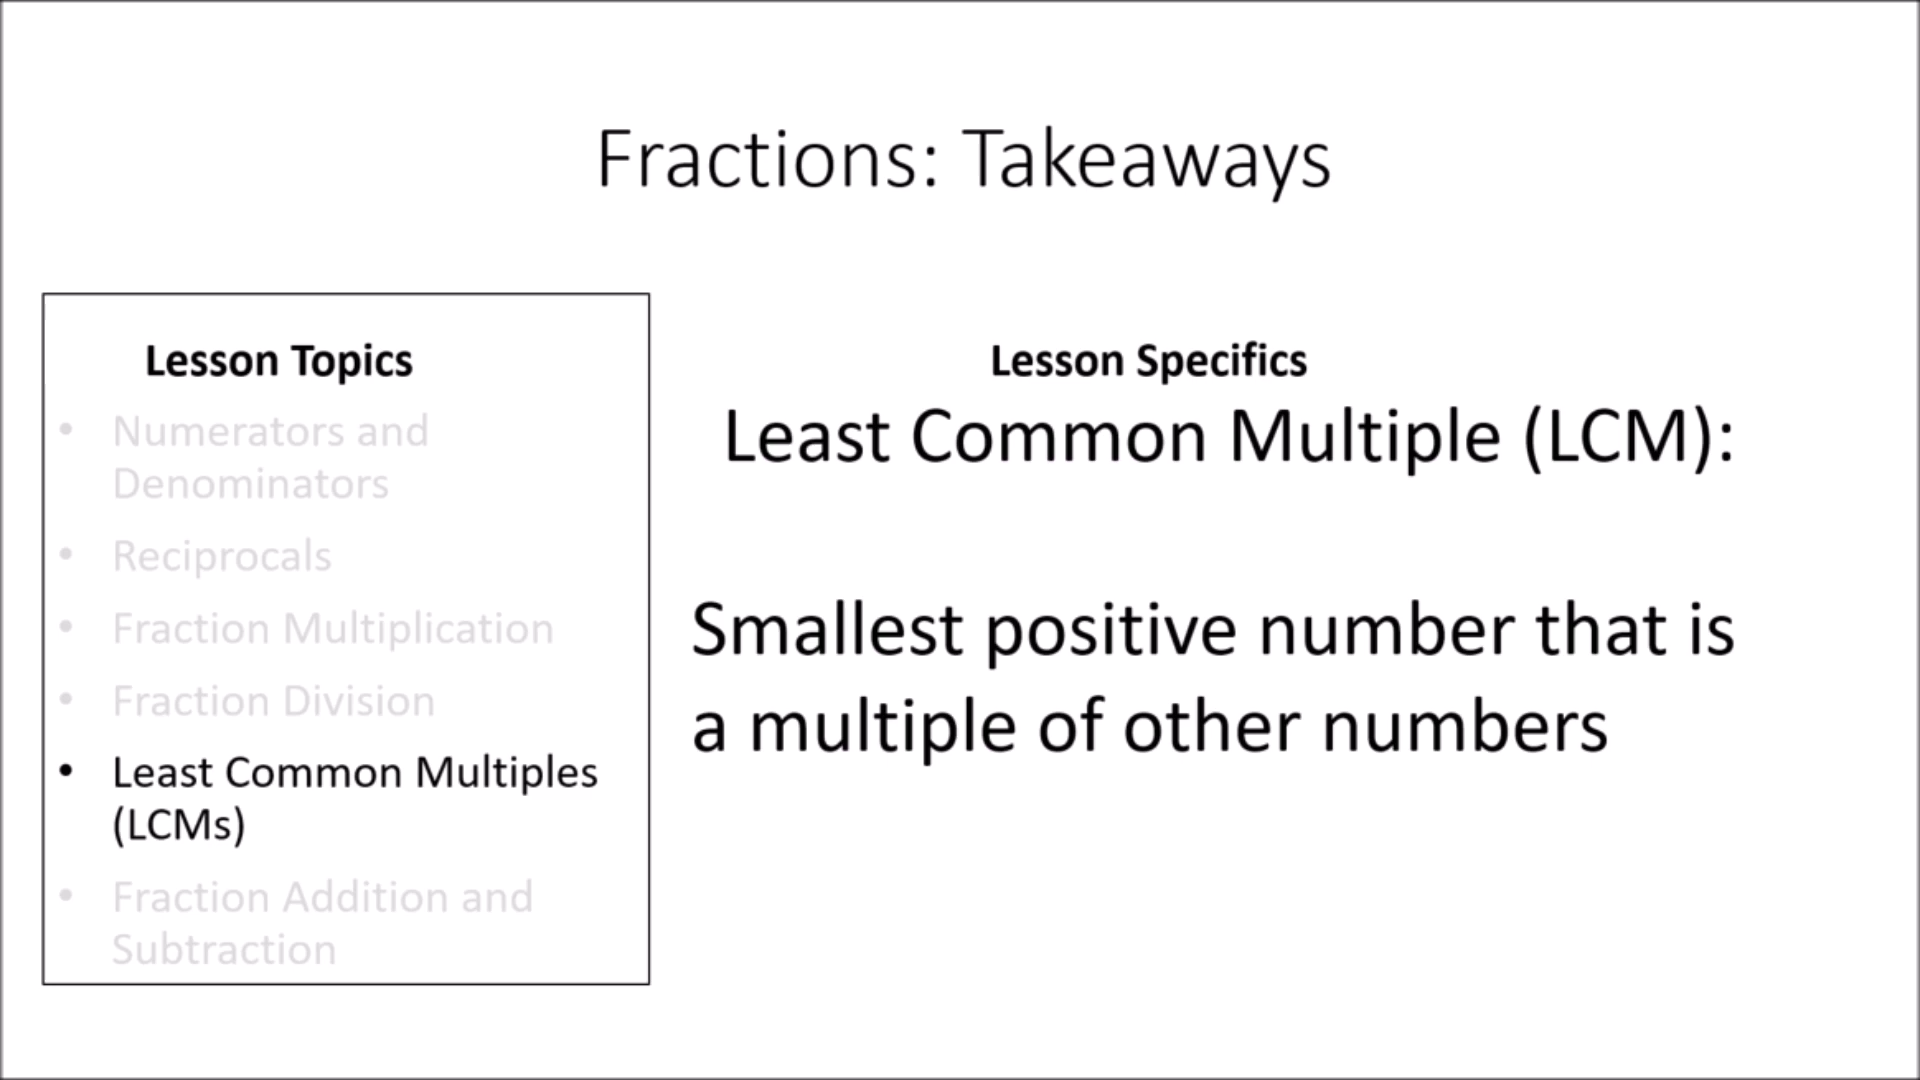 Fractions: Takeaways
Lesson Topics
• Numerators and
Denominators
• Reciprocals
• Fraction Multiplication
• Fraction Division
• Least Common Multiples
(LCMs)
• Fraction Addition and
Subtraction
Lesson Specifics
Least Common Multiple (LCM):
Smallest positive number that is
a multiple of other numbers